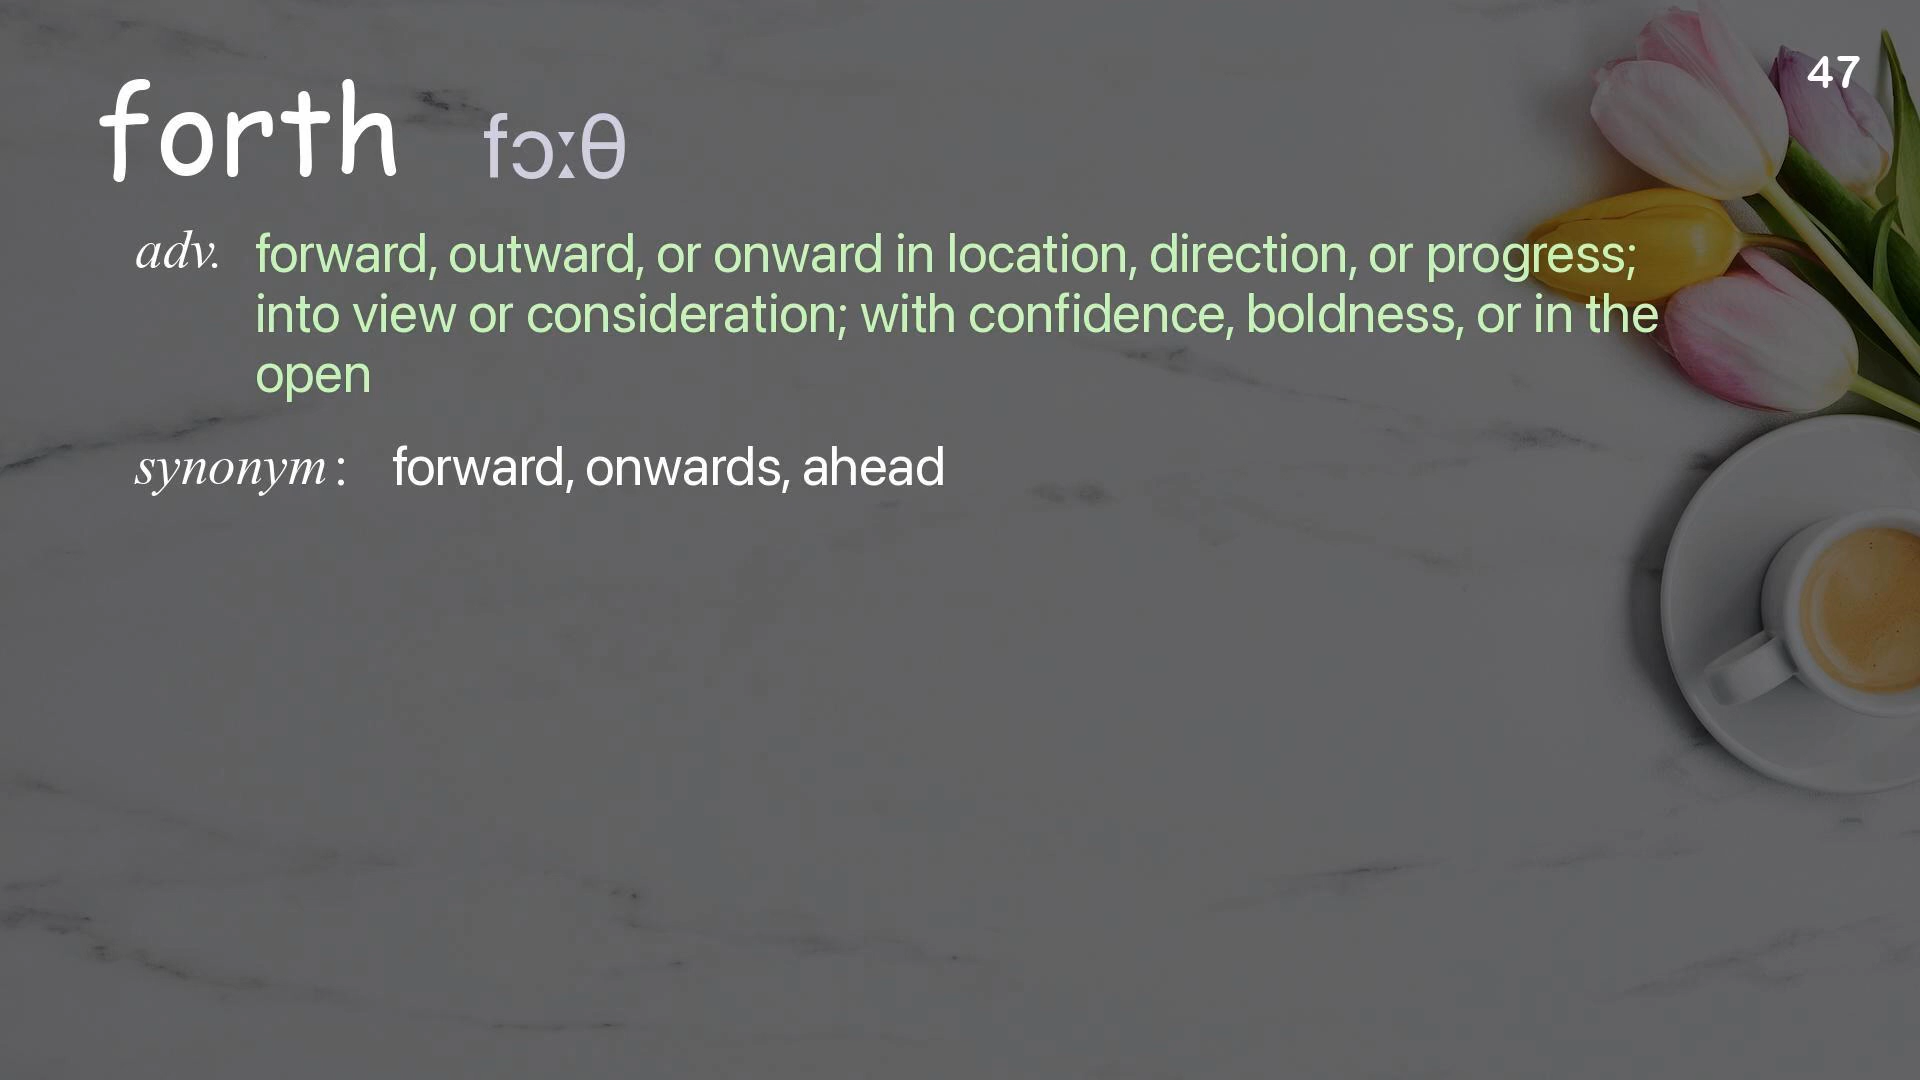 47
forth fɔːθ
adv. forward, outward, or onward in location, direction, or progress;
into view or consideration; with confidence, boldness, or in the
open
synonym: forward, onwards, ahead